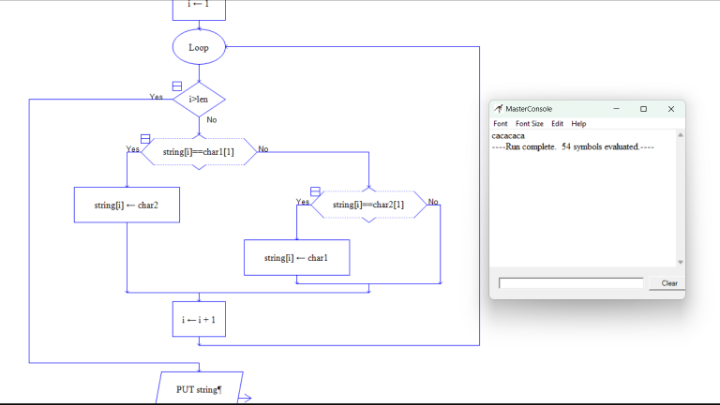 i ← 1
Loop
Yes
i>len
No
Yes
string[i]==char1[1]
No
string[i] ← char2
Yes
string[i]==char2[1]
No
string[i] ← char1
i ← i + 1
PUT string¶
MasterConsole
Font Font Size Edit Help
cacacaca
----Run complete. 54 symbols evaluated.----
Clear